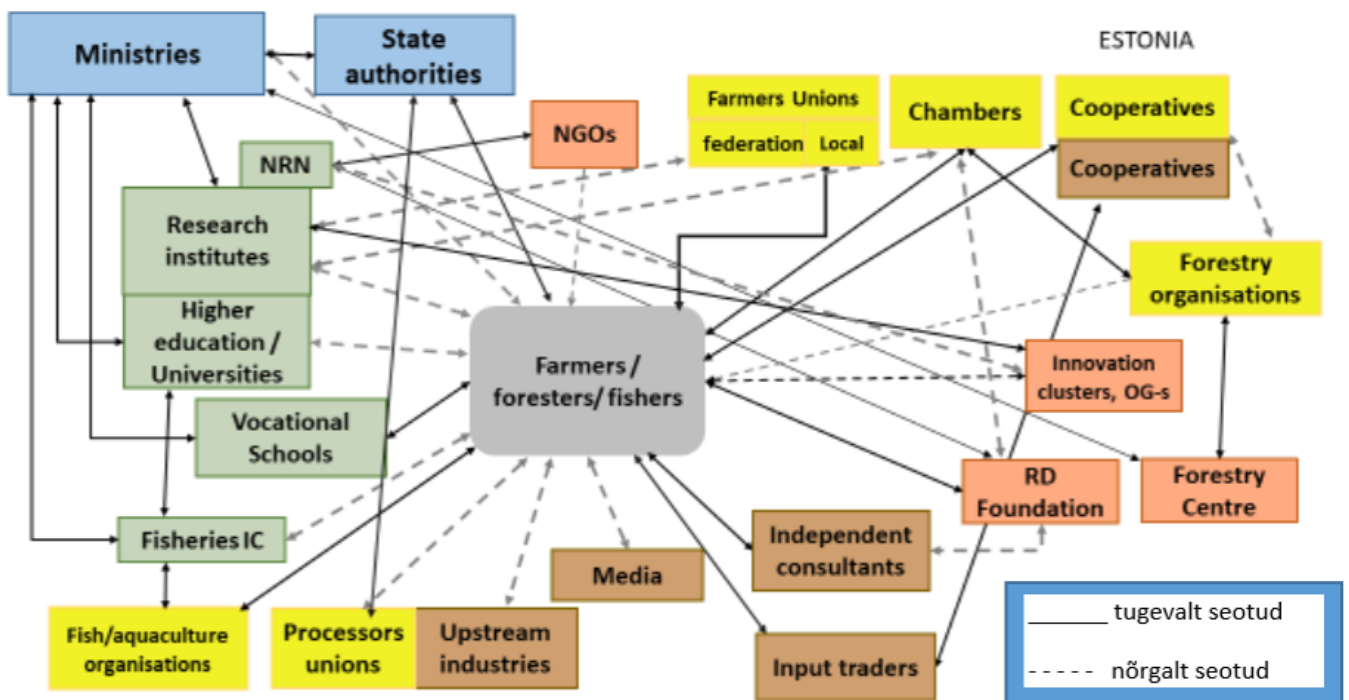 Ministries
State
authorities
ESTONIA
NRN
NGOs
Farmers Unions
federation
Local
Chambers
Cooperatives
Cooperatives
Research
institutes
Higher
education /
Universities
Forestry
organisations
Farmers /
foresters/ fishers
Innovation
clusters, OG-s
Vocational
Schools
RD
Foundation
Forestry
Centre
Fisheries IC
Independent
consultants
Media
Fish/aquaculture
organisations
Processors
unions
Upstream
industries
Input traders
tugevalt seotud
nõrgalt seotud